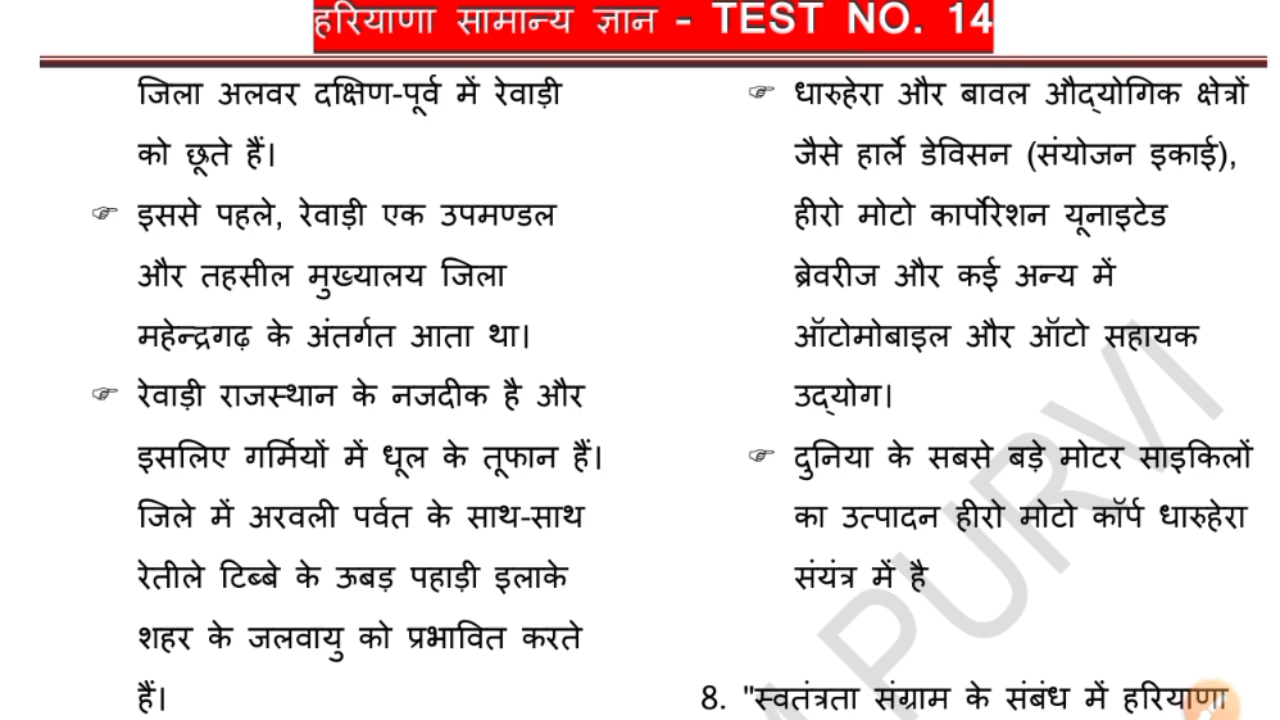 हरियाणा सामान्य ज्ञान - TEST NO. 14
जिला अलवर दक्षिण-पूर्व में रेवाड़ी
को छूते हैं।
☞ इससे पहले, रेवाड़ी एक उपमण्डल
और तहसील मुख्यालय जिला
महेन्द्रगढ़ के अंतर्गत आता था।
☞ रेवाड़ी राजस्थान के नजदीक है और
इसलिए गर्मियों में धूल के तूफान हैं।
जिले में अरवली पर्वत के साथ-साथ
रेतीले टिब्बे के ऊबड़ पहाड़ी इलाके
शहर के जलवायु को प्रभावित करते
हैं।
☞ धारुहेरा और बावल औद्योगिक क्षेत्रों
जैसे हार्ले डेविसन (संयोजन इकाई),
हीरो मोटो कार्पोरेशन यूनाइटेड
ब्रेवरीज और कई अन्य में
ऑटोमोबाइल और ऑटो सहायक
उद्योग।
☞ दुनिया के सबसे बड़े मोटर साइकिलों
का उत्पादन हीरो मोटो कॉर्प धारुहेरा
संयंत्र में है
8. "स्वतंत्रता संग्राम के संबंध में हरियाणा
PURVI